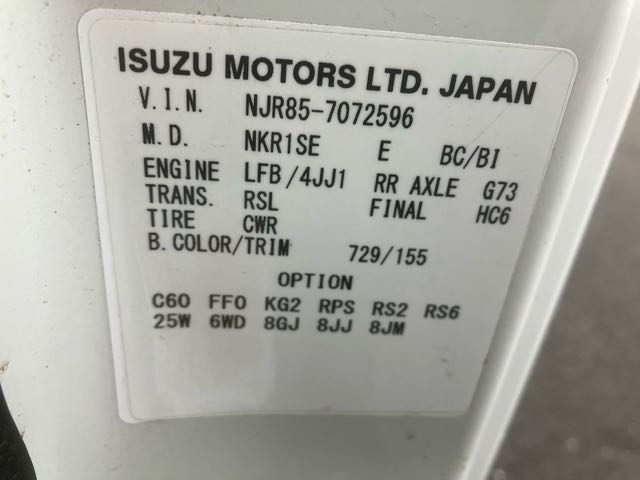 ISUZU MOTORS LTD. JAPAN
V.I.N. NJR85-7072596
M.D. NKR1SE E BC/BI
ENGINE LFB/4JJ1 RR AXLE G73
TRANS. RSL FINAL HC6
TIRE CWR
B.COLOR/TRIM 729/155
OPTION
C60 FF0 KG2 RPS RS2 RS6
25W 6WD 8GJ 8JJ 8JM